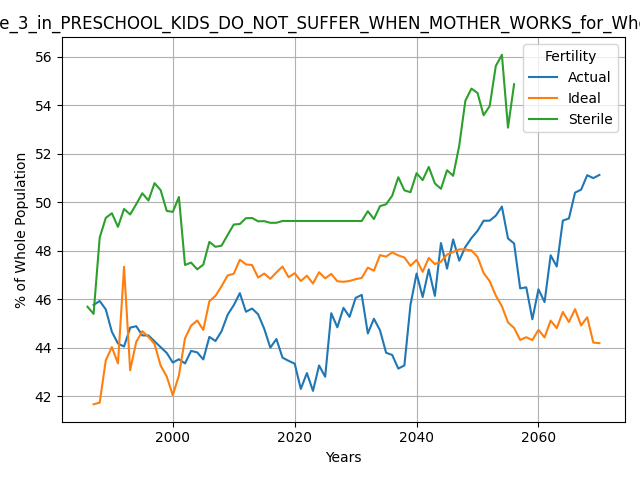 e_3_in_PRESCHOOL_KIDS_DO_NOT_SUFFER_WHEN_MOTHER_WORKS_for_Who
56
54
52
50
48
46
44
42
% of Whole Population
Fertility
Actual
Ideal
Sterile
2000 2020 2040 2060
Years